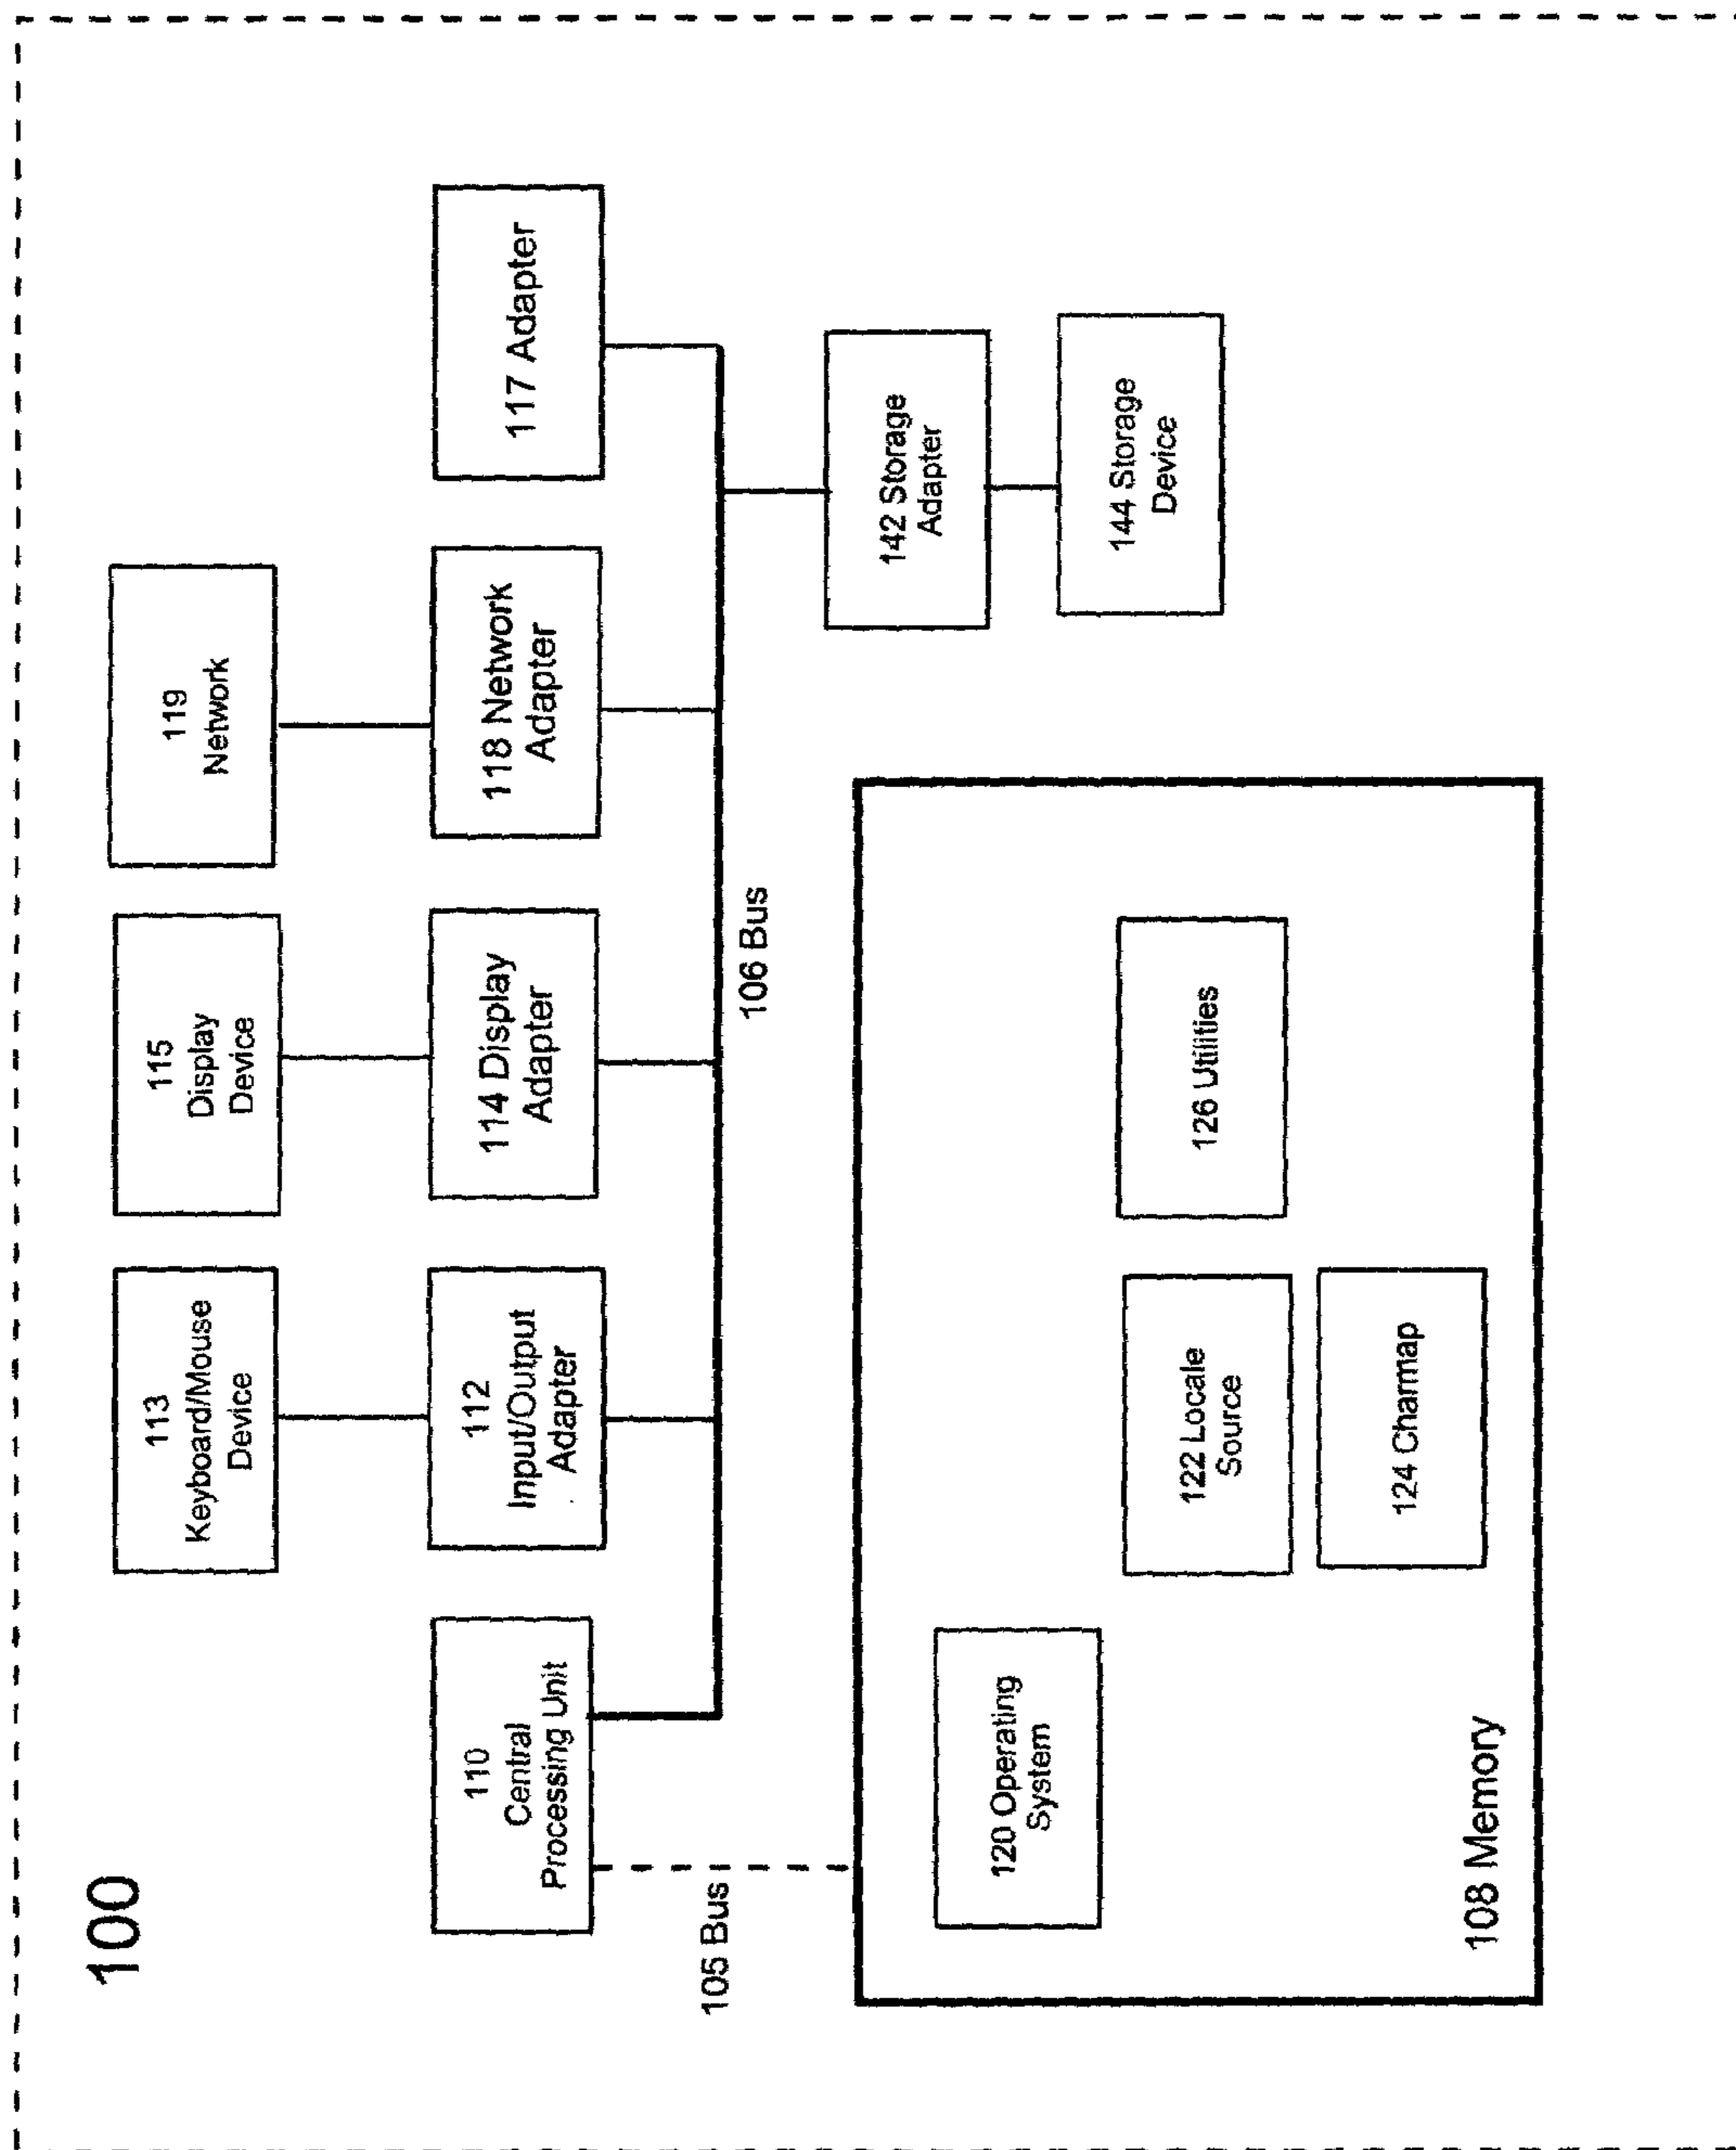 100
113
Keyboard/Mouse
Device
115
Display
Device
119
Network
110
Central
Processing Unit
112
Input/Output
Adapter
114 Display
Adapter
118 Network
Adapter
117 Adapter
105 Bus
106 Bus
142 Storage
Adapter
144 Storage
Device
120 Operating
System
122 Locale
Source
124 Charmap
126 Utilities
108 Memory